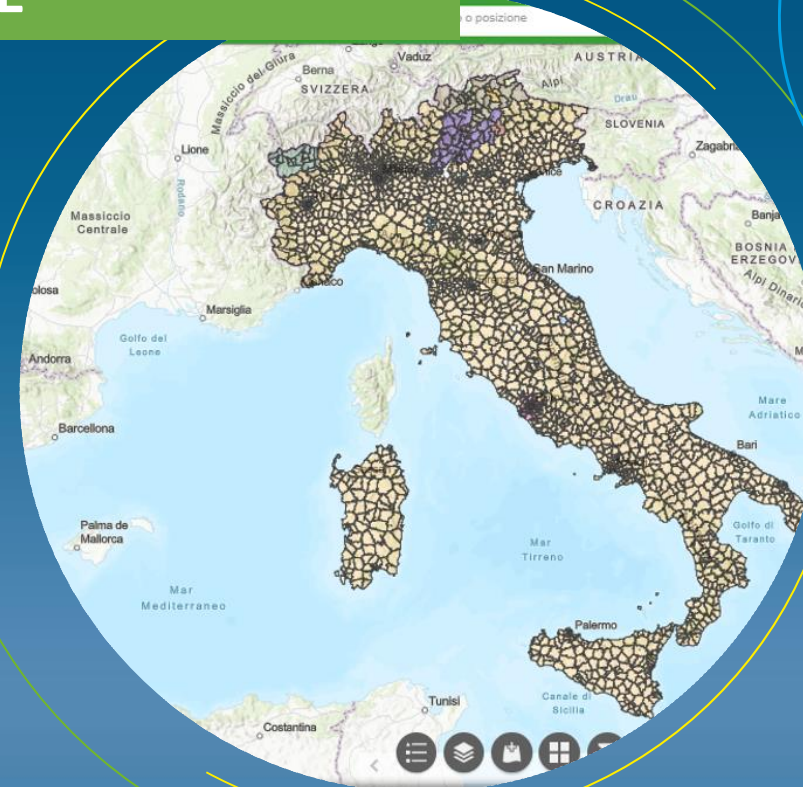 o posizione
Vaduz
AUSTRIA
Massiccio del Giura
Berna
Alpi
SVIZZERA
Drau
SLOVENIA
Lione
Zagabria
Rodano
CROAZIA
Massiccio
Centrale
Banja
BOSNIA
ERZEGOV
San Marino
Alpi Dinari
olosa
Marsiglia
Golfo del
Leone
Andorra
Mare
Adriatico
Barcellona
Bari
Palma de
Mallorca
Golfo di
Taranto
Mar
Tirreno
Mar
Mediterraneo
Palermo
Canale di
Sicilia
Tunisi
Costantina